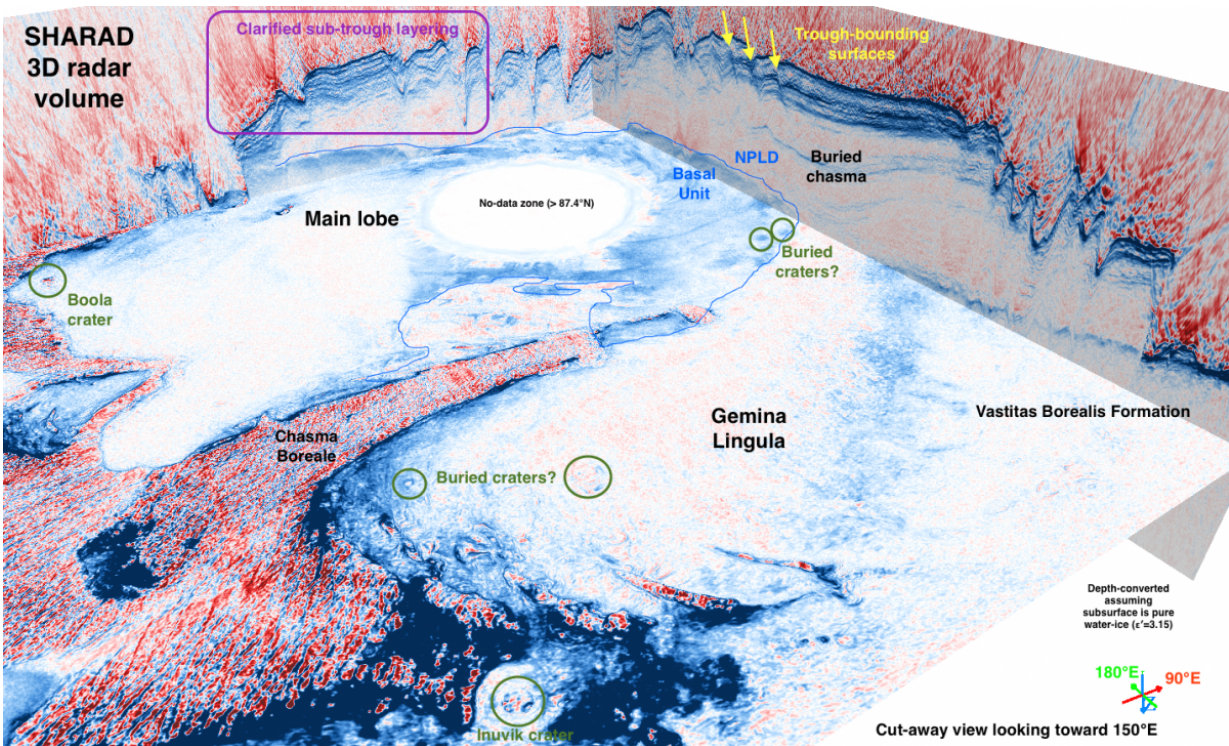 SHARAD
3D radar
volume
Clarified sub-trough layering
Trough-bounding
surfaces
NPLD
Basal
Unit
Buried
chasma
No-data zone (> 87.4°N)
Main lobe
Buried
craters?
Boola
crater
Gemina
Lingula
Vastitas Borealis Formation
Chasma
Boreale
Buried craters?
Depth-converted
assuming
subsurface is pure
water-ice (ε'=3.15)
180°E
90°E
Inuvik crater
Cut-away view looking toward 150°E